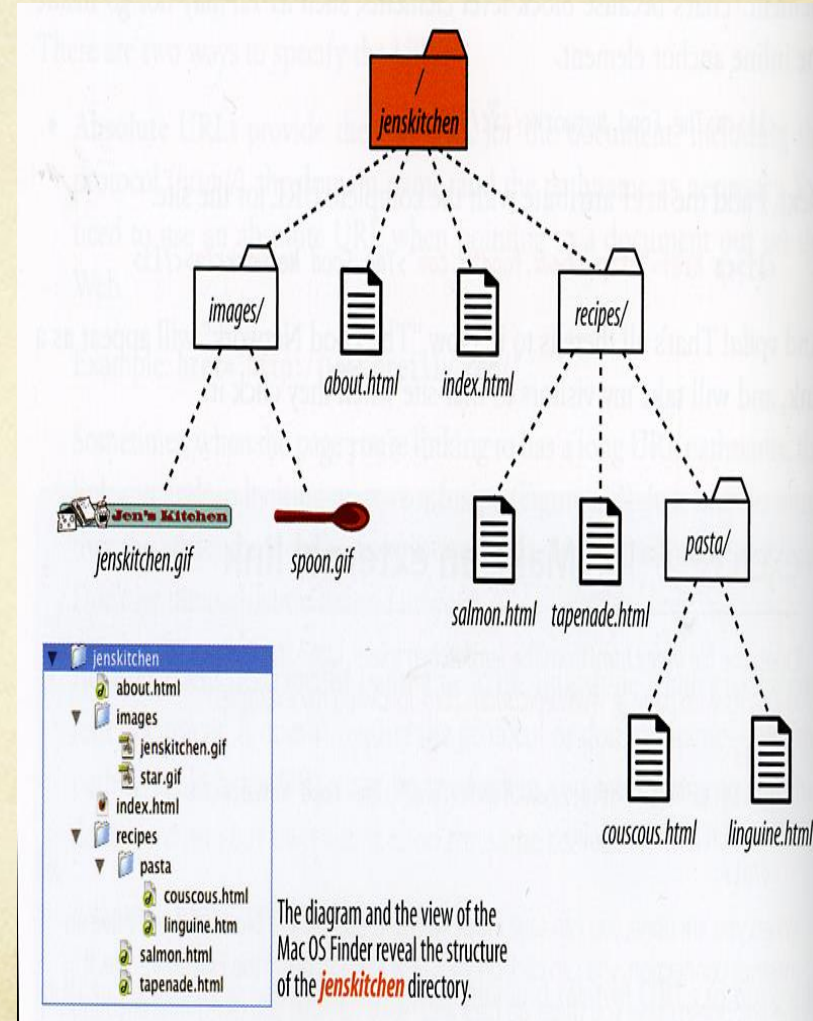 /
jenskitchen
images/
about.html
index.html
recipes/
Jen's Kitchen
jenskitchen.gif
spoon.gif
salmon.html
tapenade.html
pasta/
couscous.html
linguine.html
jenskitchen
about.html
images
jenskitchen.gif
star.gif
index.html
recipes
pasta
couscous.html
linguine.htm
salmon.html
tapenade.html
The diagram and the view of the
Mac OS Finder reveal the structure
of the jenskitchen directory.